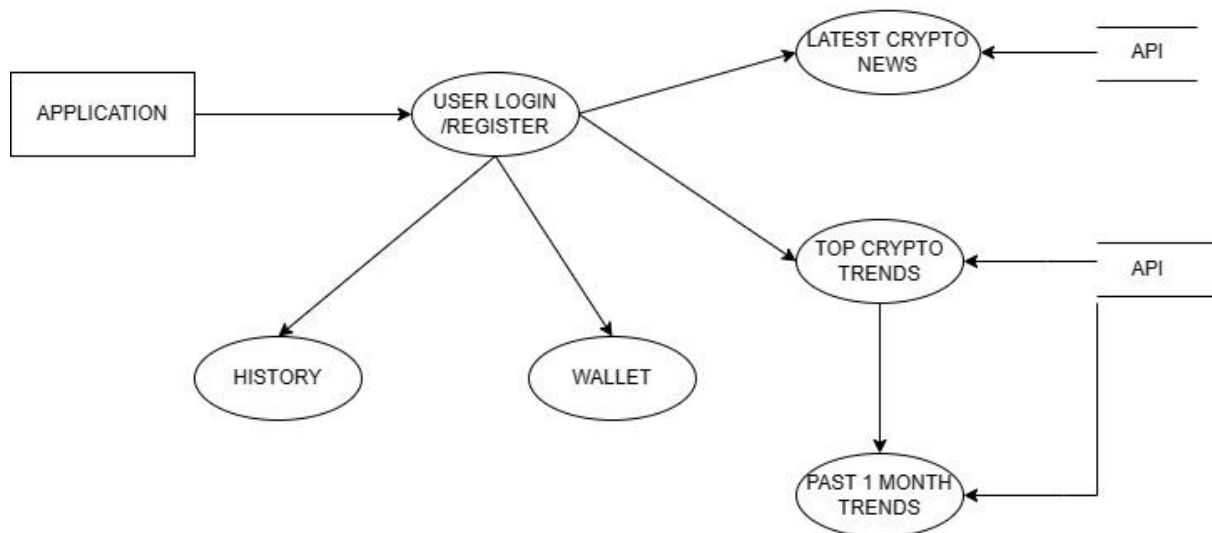 LATEST CRYPTO
NEWS
API
APPLICATION
USER LOGIN
/REGISTER
TOP CRYPTO
TRENDS
API
HISTORY
WALLET
PAST 1 MONTH
TRENDS